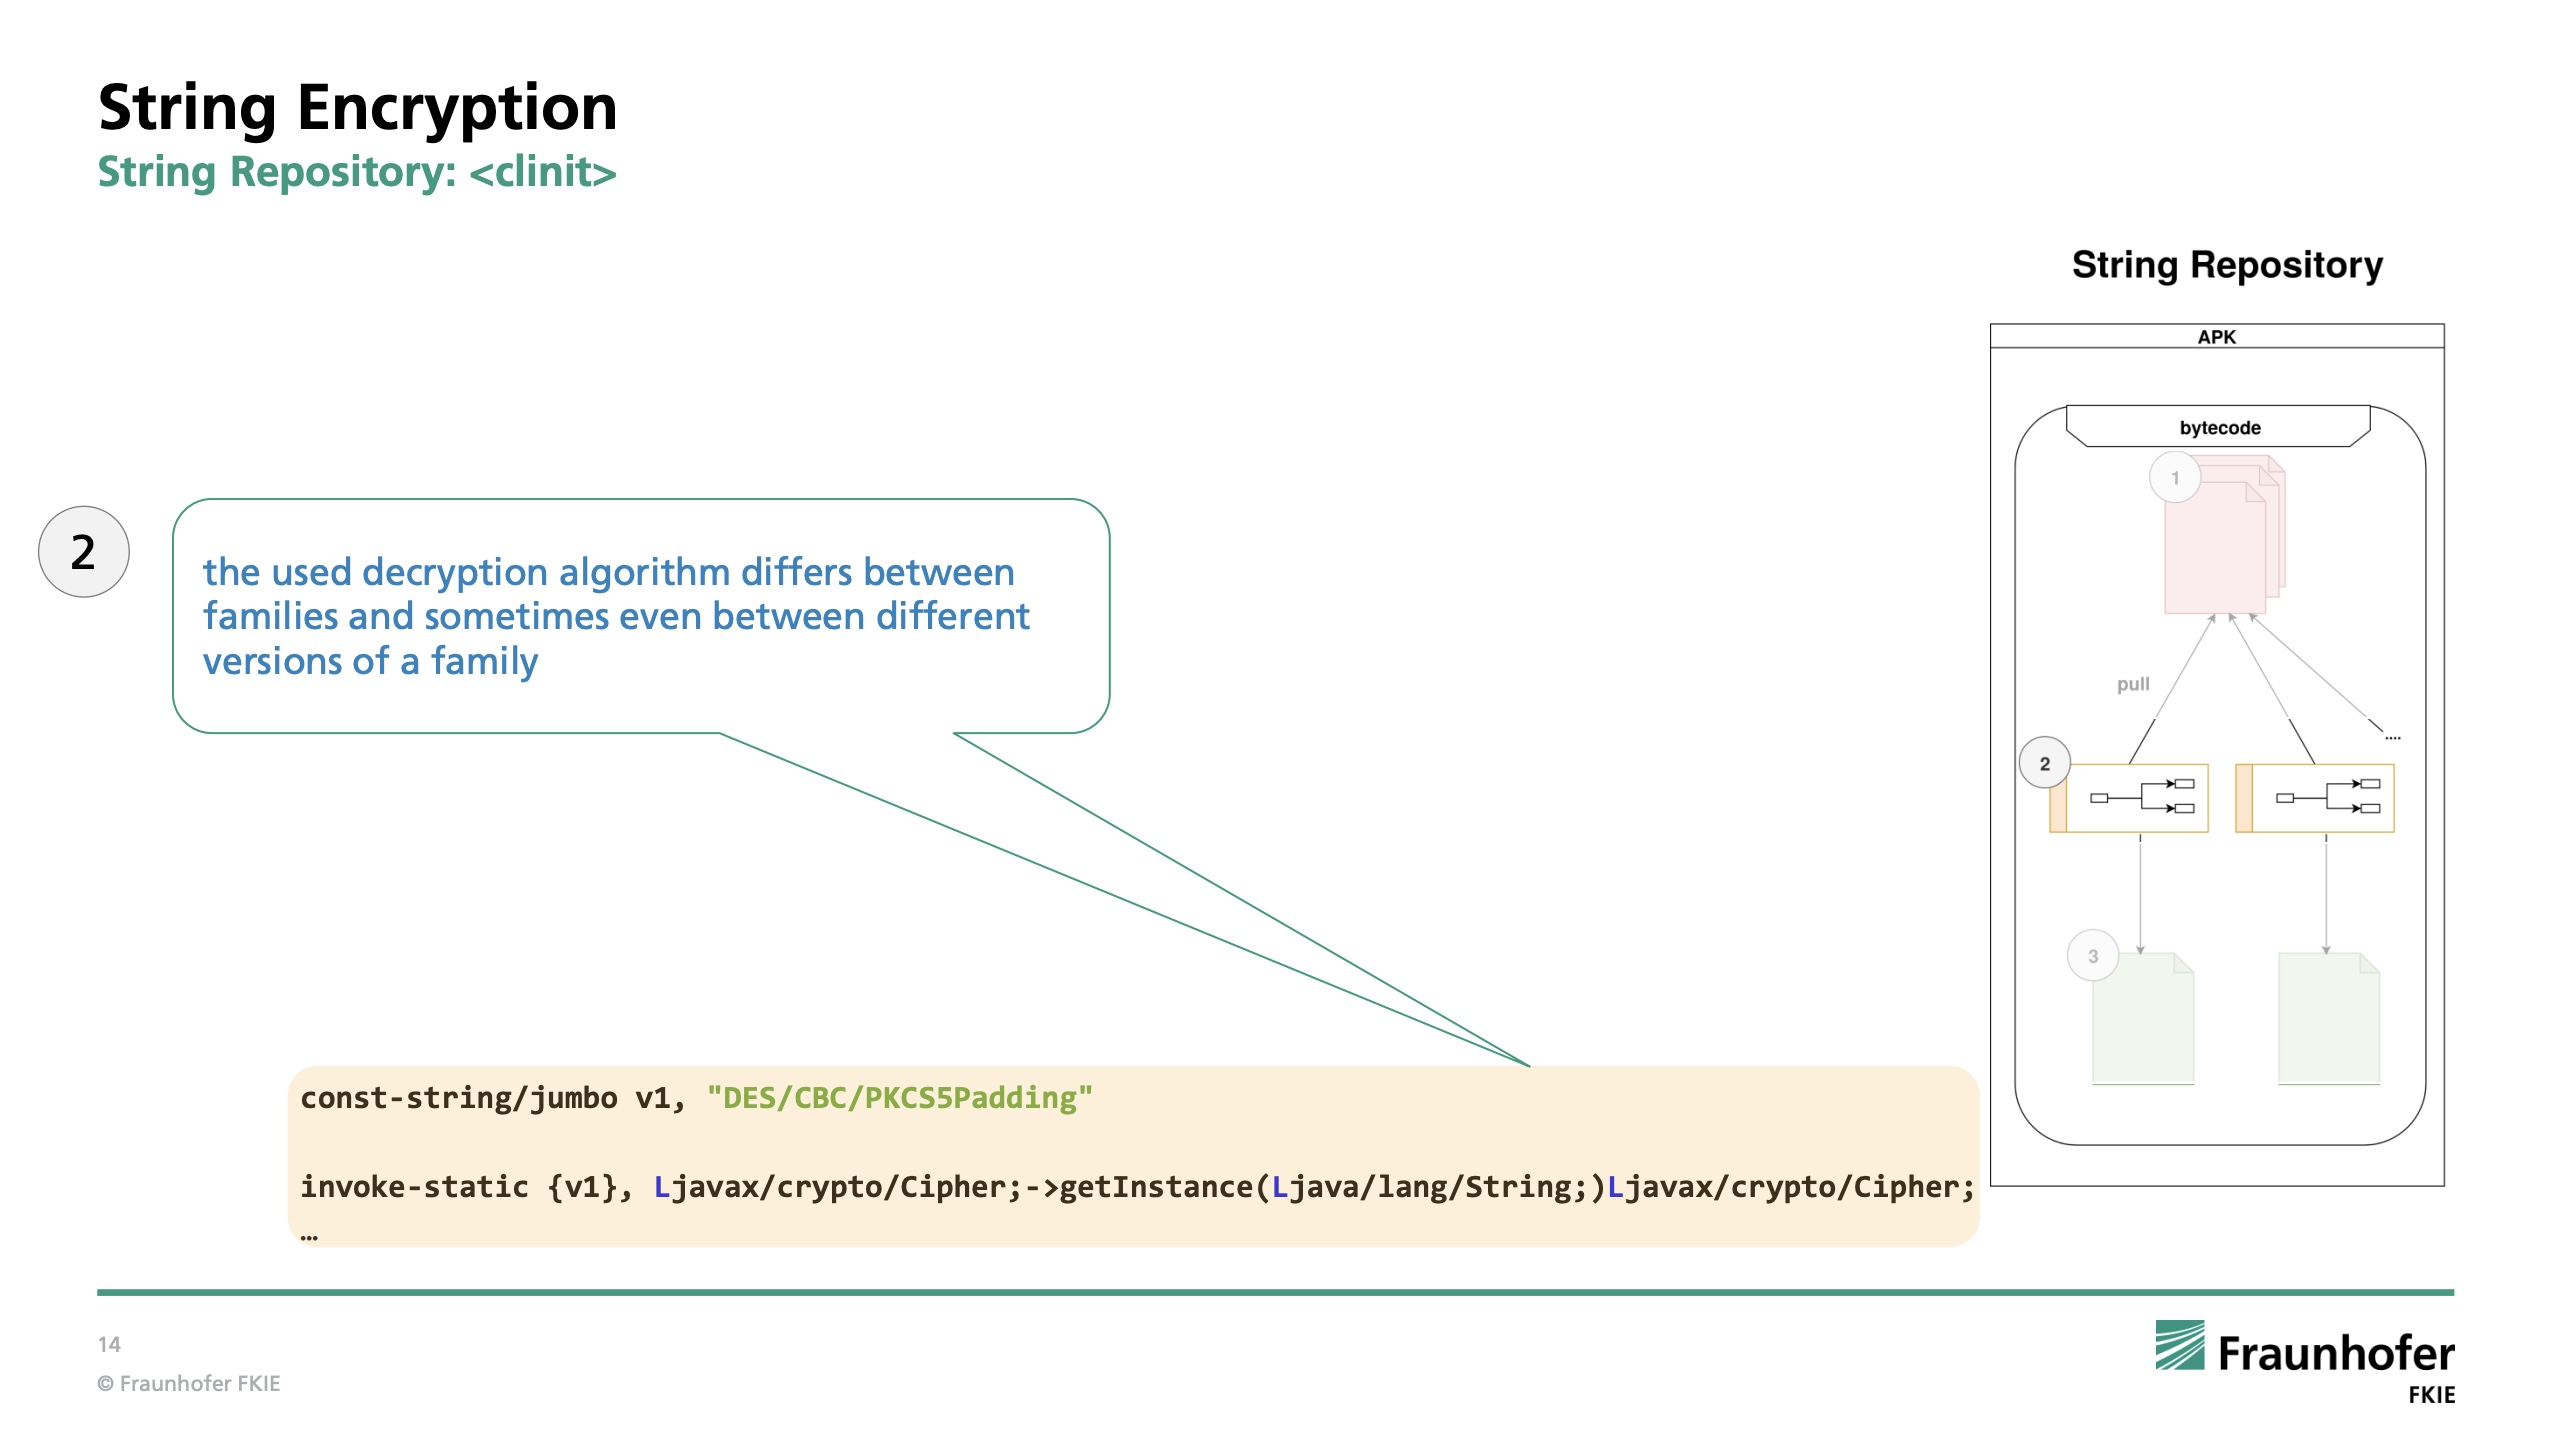 String Encryption
String Repository: <clinit>
2
the used decryption algorithm differs between
families and sometimes even between different
versions of a family
const-string/jumbo v1, "DES/CBC/PKCS5Padding"
invoke-static {v1}, Ljavax/crypto/Cipher;->getInstance(Ljava/lang/String;)Ljavax/crypto/Cipher;
…
String Repository
APK
bytecode
1
pull
....
2
3
14
© Fraunhofer FKIE
Fraunhofer
FKIE